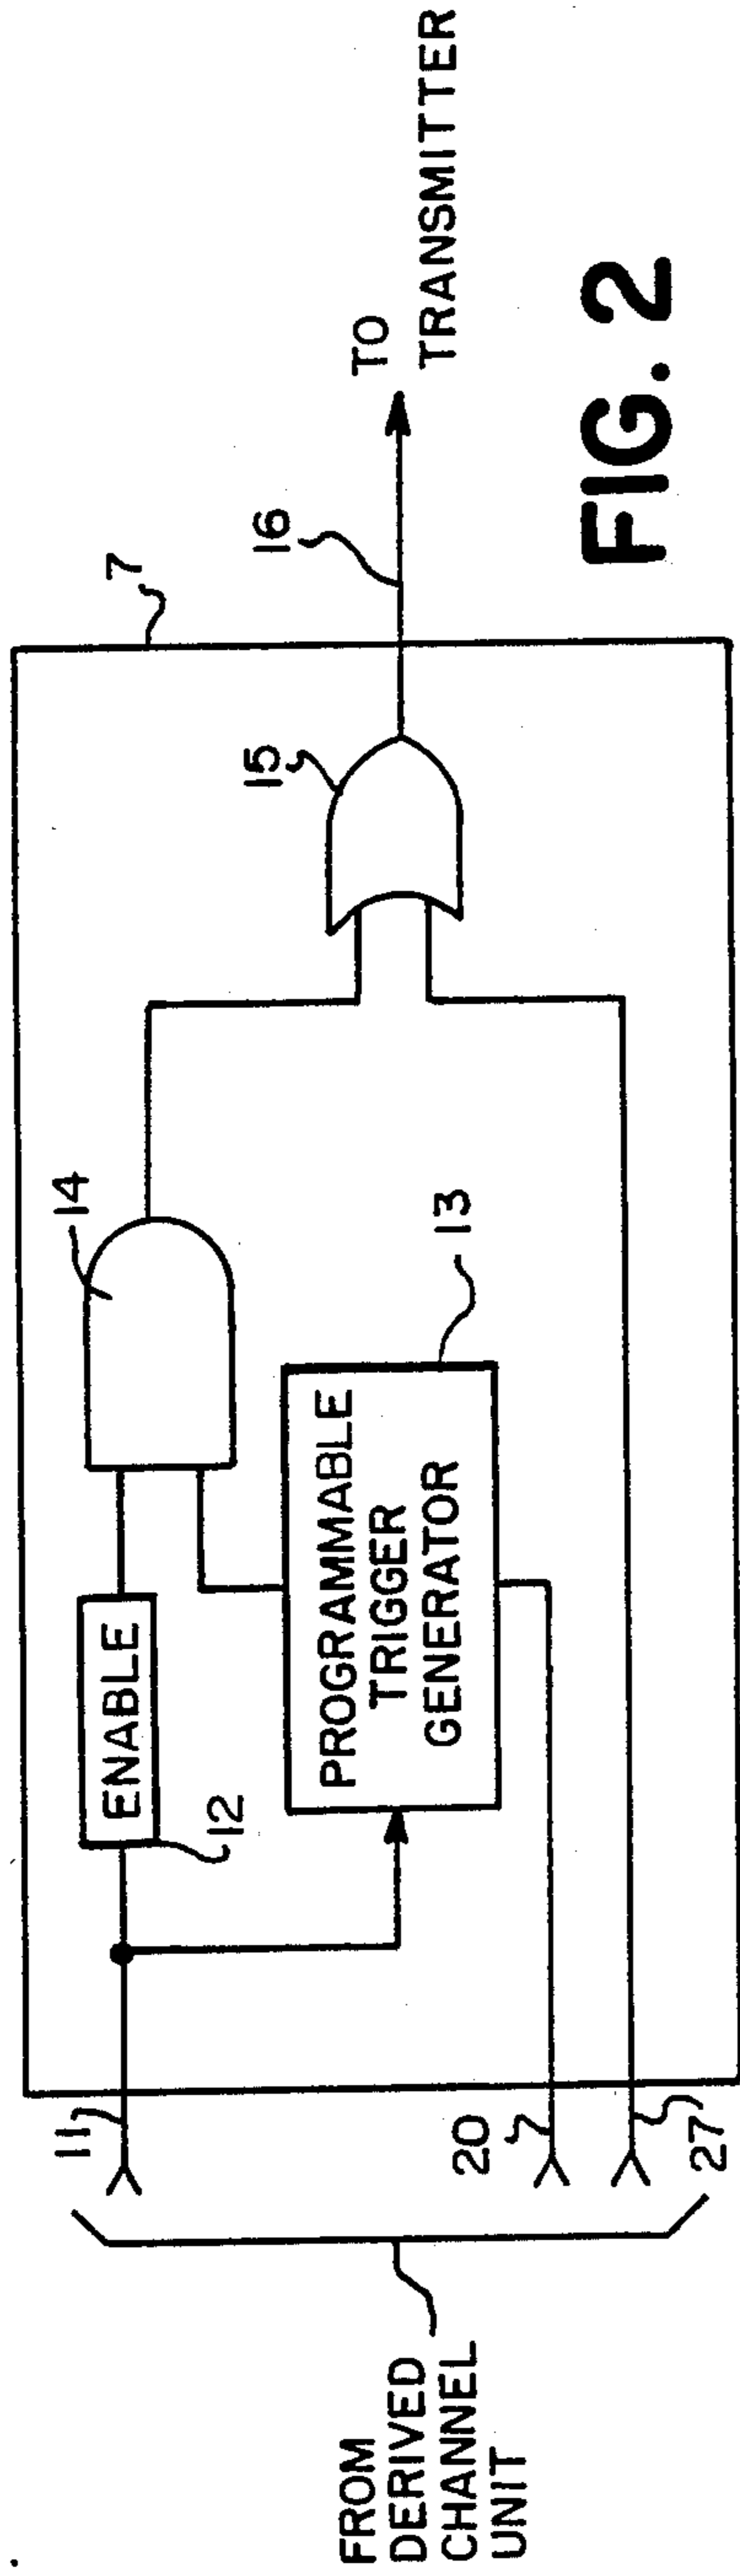 FROM
DERIVED
CHANNEL
UNIT
11
20
27
ENABLE
12
PROGRAMMABLE
TRIGGER
GENERATOR
13
14
15
7
16
TO
TRANSMITTER
FIG. 2